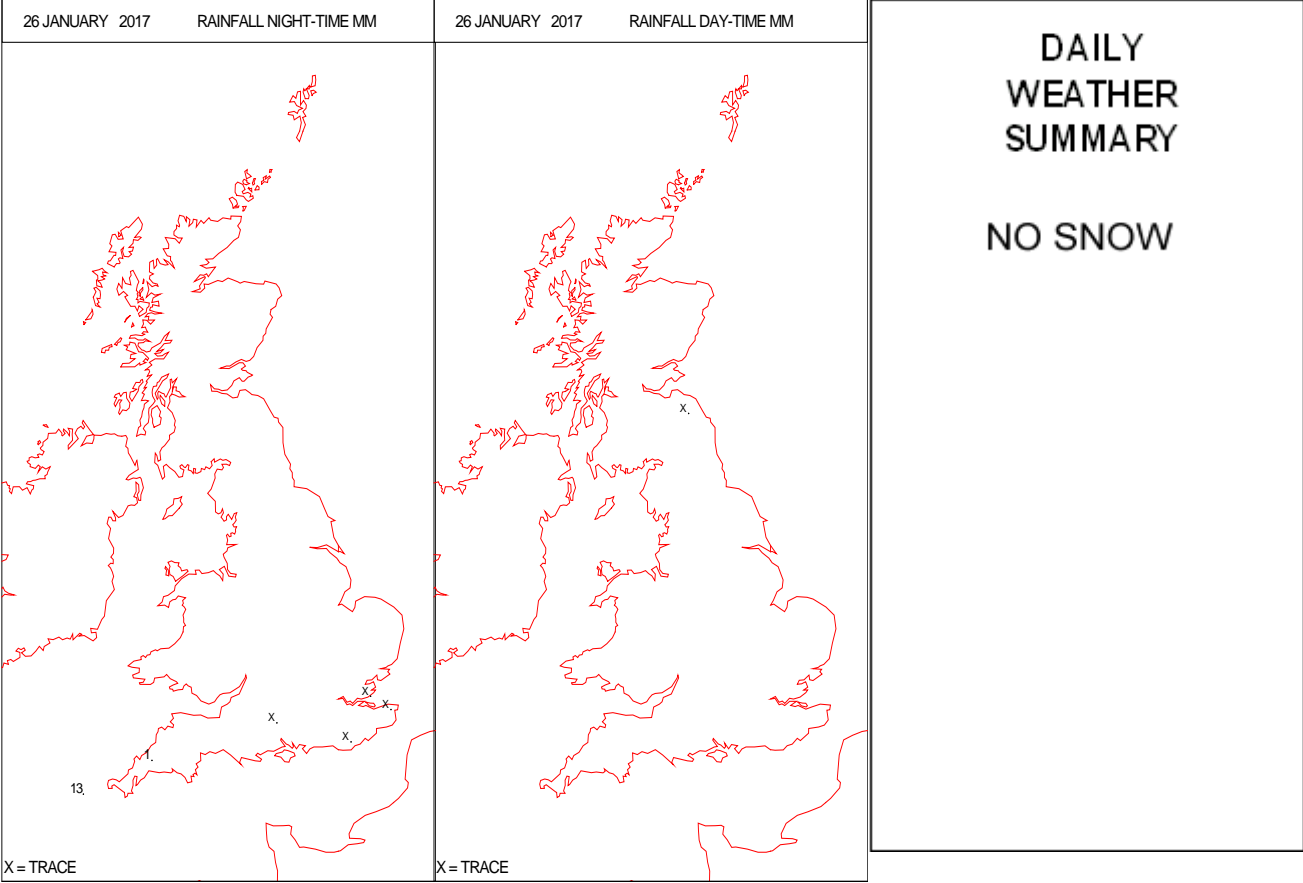 26 JANUARY 2017 RAINFALL NIGHT-TIME MM
X.
X.
X.
X.
1.
13.
X = TRACE
26 JANUARY 2017 RAINFALL DAY-TIME MM
X.
X = TRACE
DAILY
WEATHER
SUMMARY
NO SNOW